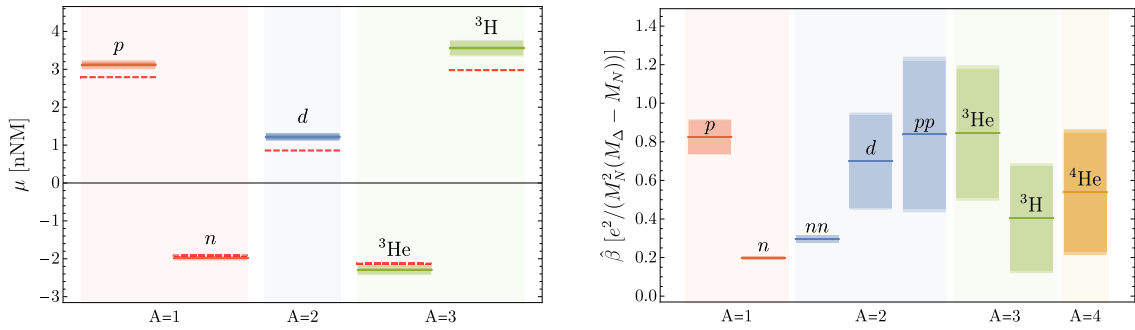 μ [nNM]
4
3
2
1
0
−1
−2
−3
p
n
d
³He
³H
A=1
A=2
A=3
β̂ [e²/(M_N²(M_Δ − M_N))]
1.4
1.2
1.0
0.8
0.6
0.4
0.2
0.0
p
n
nn
d
pp
³He
³H
⁴He
A=1
A=2
A=3
A=4